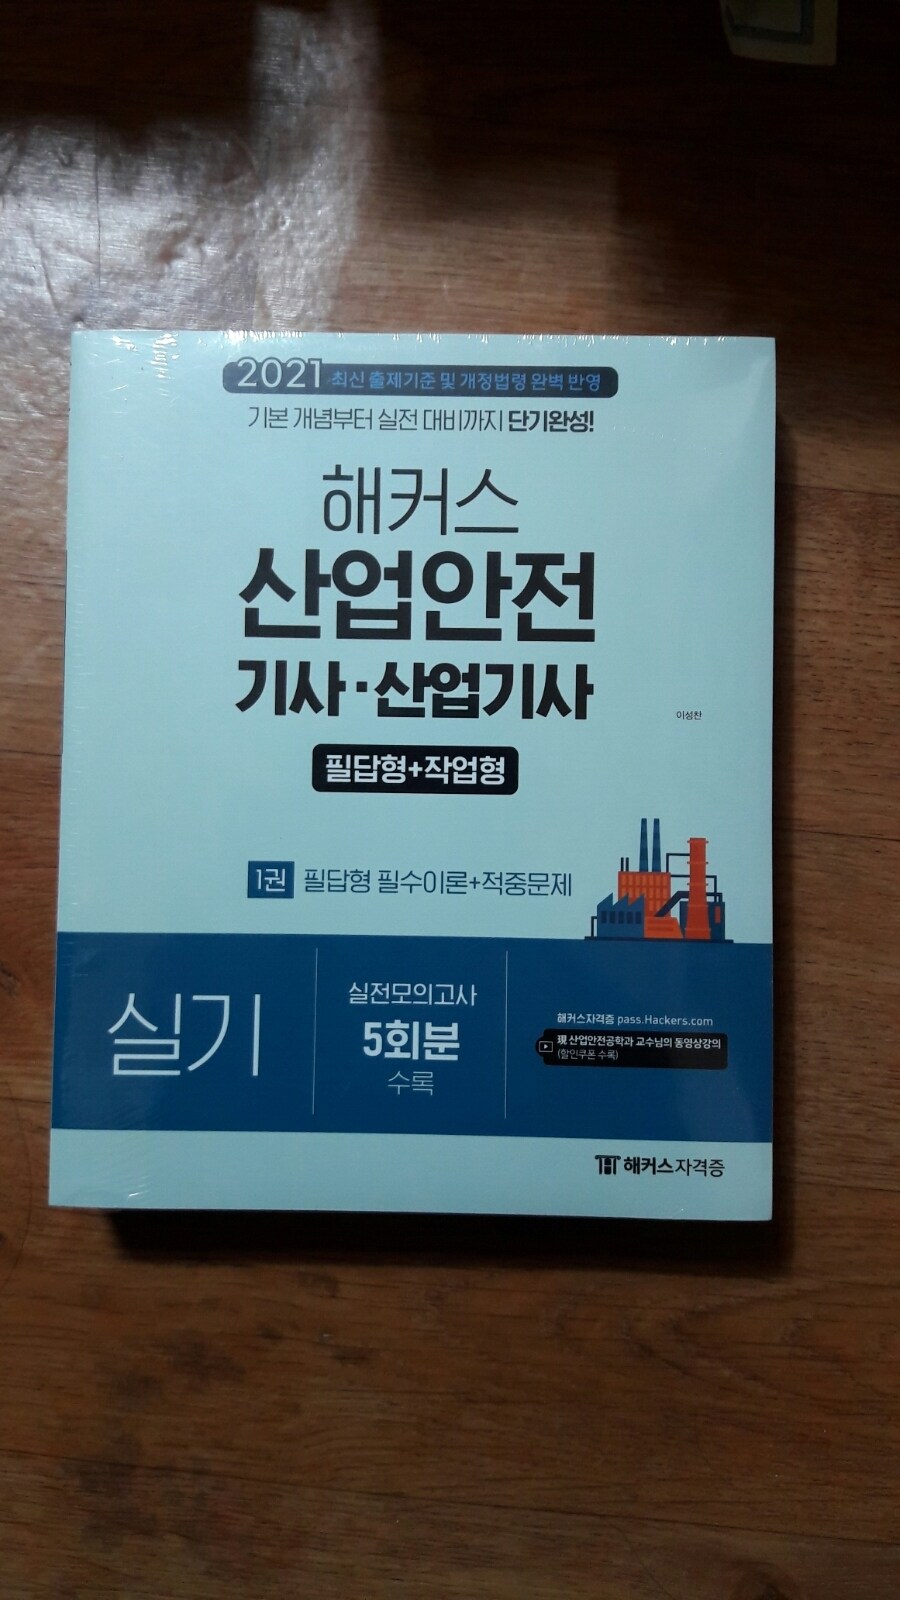 2021 최신 출제기준 및 개정법령 완벽 반영
기본 개념부터 실전 대비까지 단기완성!
해커스
산업안전
기사·산업기사
이성찬
필답형+작업형
1권 필답형 필수이론+적중문제
실기
실전모의고사
5회분
수록
해커스자격증 pass.Hackers.com
現 산업안전공학과 교수님의 동영상강의
(할인쿠폰 수록)
해커스자격증